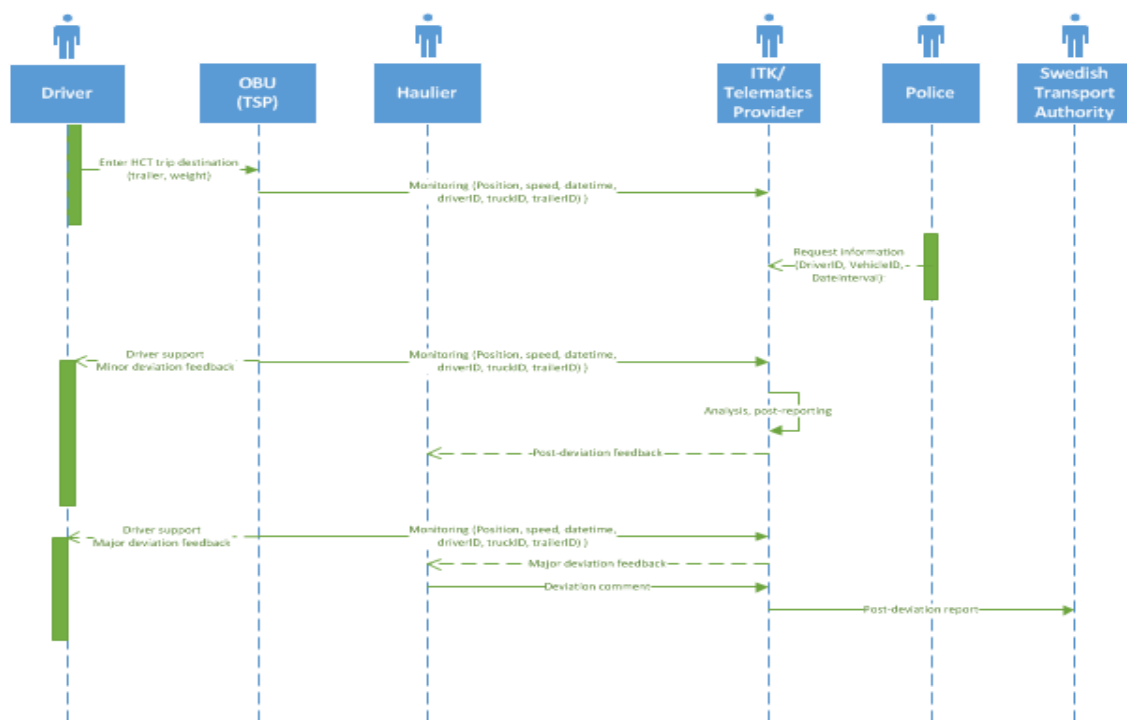 Driver
OBU
(TSP)
Haulier
ITK/
Telematics
Provider
Police
Swedish
Transport
Authority
Enter HCT trip destination
(trailer, weight)
Monitoring (Position, speed, datetime,
driverID, truckID, trailerID) )
Request information
(DriverID, VehicleID,
DateInterval)
Driver support
Minor deviation feedback
Monitoring (Position, speed, datetime,
driverID, truckID, trailerID) )
Analysis, post-reporting
Post-deviation feedback
Driver support
Major deviation feedback
Monitoring (Position, speed, datetime,
driverID, truckID, trailerID) )
Major deviation feedback
Deviation comment
Post-deviation report